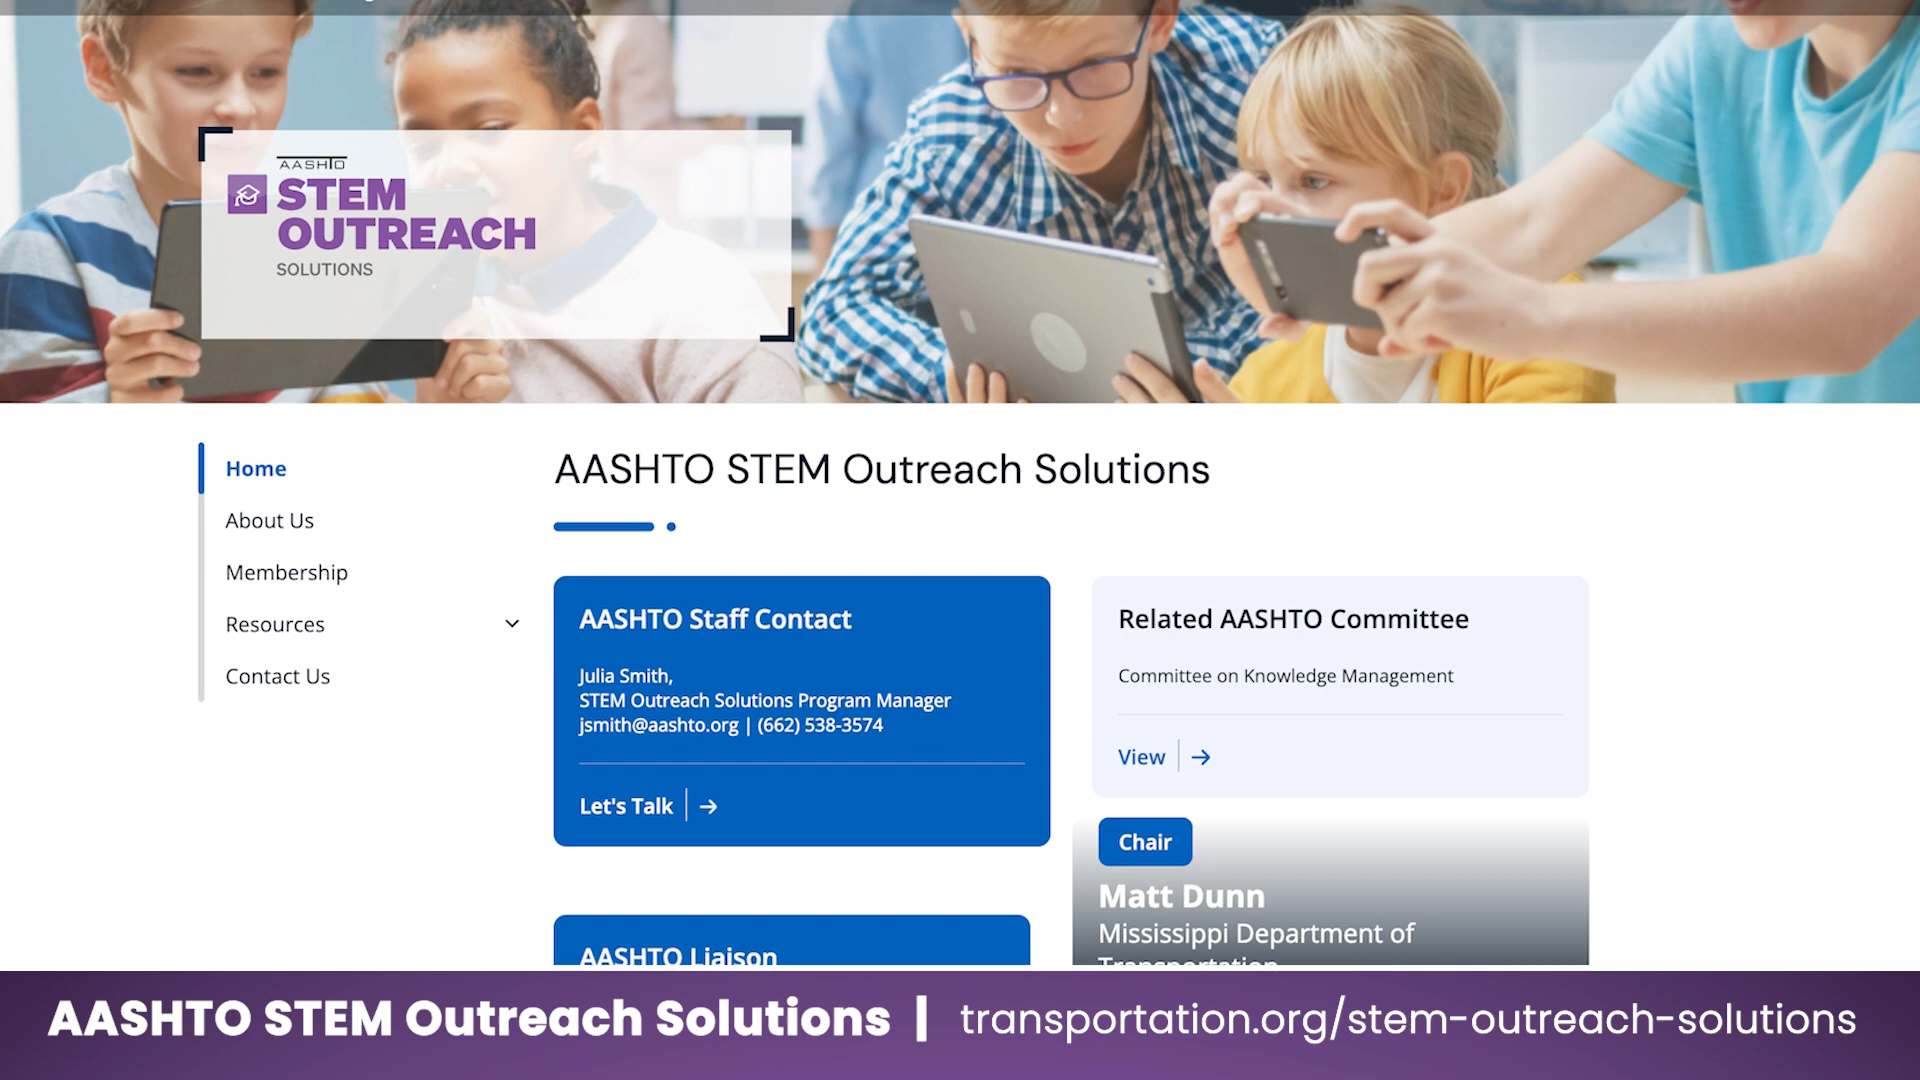 AASHTO
STEM
OUTREACH
SOLUTIONS
Home
About Us
Membership
Resources
Contact Us
AASHTO STEM Outreach Solutions
AASHTO Staff Contact
Julia Smith,
STEM Outreach Solutions Program Manager
jsmith@aashto.org | (662) 538-3574
Let's Talk
Related AASHTO Committee
Committee on Knowledge Management
View
Chair
Matt Dunn
Mississippi Department of
Transportation
AASHTO Liaison
AASHTO STEM Outreach Solutions | transportation.org/stem-outreach-solutions